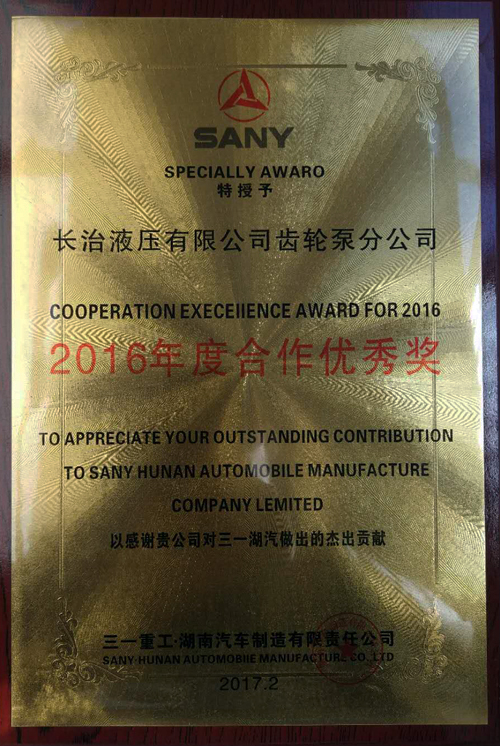 SANY
SPECIALLY AWARO
特授予
长治液压有限公司齿轮泵分公司
COOPERATION EXECEIIENCE AWARD FOR 2016
2016年度合作优秀奖
TO APPRECIATE YOUR OUTSTANDING CONTRIBUTION
TO SANY HUNAN AUTOMOBILE MANUFACTURE
COMPANY LEMITED
以感谢贵公司对三一湖汽做出的杰出贡献
三一重工·湖南汽车制造有限责任公司
SANY·HUNAN AUTOMOBIIE MANUFACTURE CO.,LTD
2017.2